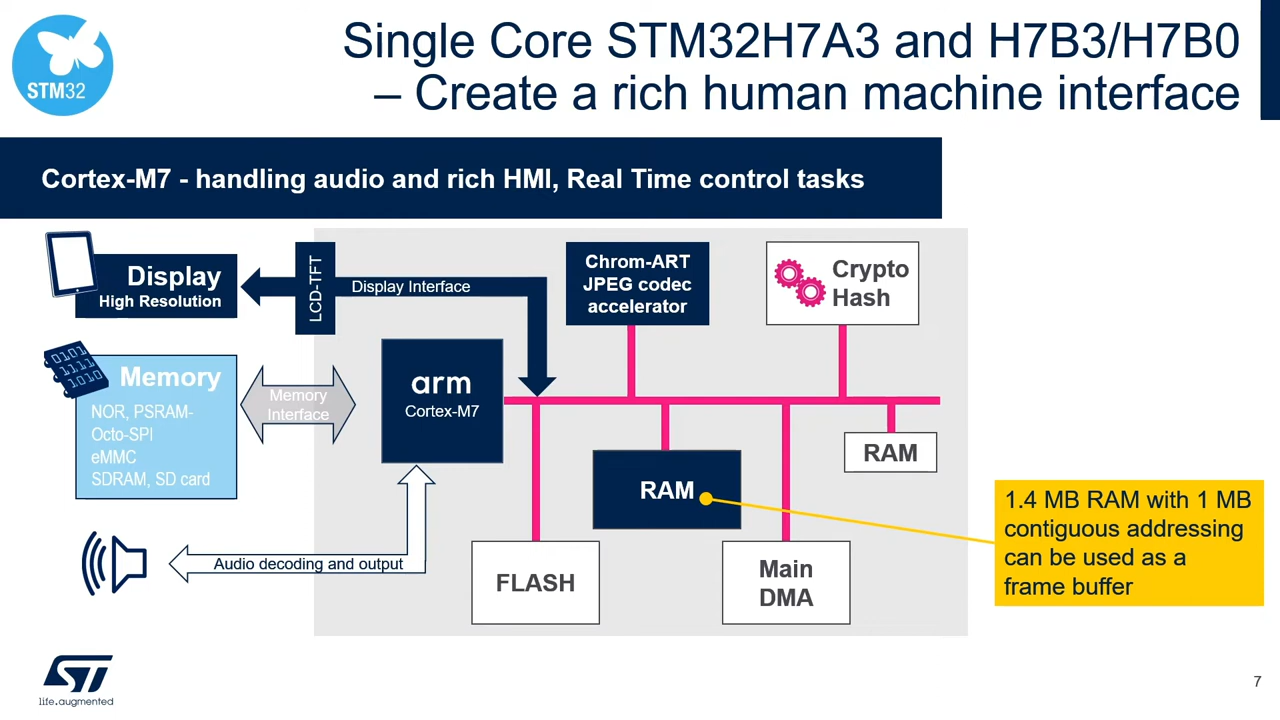 STM32
Single Core STM32H7A3 and H7B3/H7B0
– Create a rich human machine interface
Cortex-M7 - handling audio and rich HMI, Real Time control tasks
Display
High Resolution
LCD-TFT
Display Interface
Chrom-ART
JPEG codec
accelerator
Crypto
Hash
0101
1111
1010
Memory
NOR, PSRAM-
Octo-SPI
eMMC
SDRAM, SD card
Memory
Interface
arm
Cortex-M7
RAM
RAM
1.4 MB RAM with 1 MB
contiguous addressing
can be used as a
frame buffer
Audio decoding and output
FLASH
Main
DMA
ST
life.augmented
7